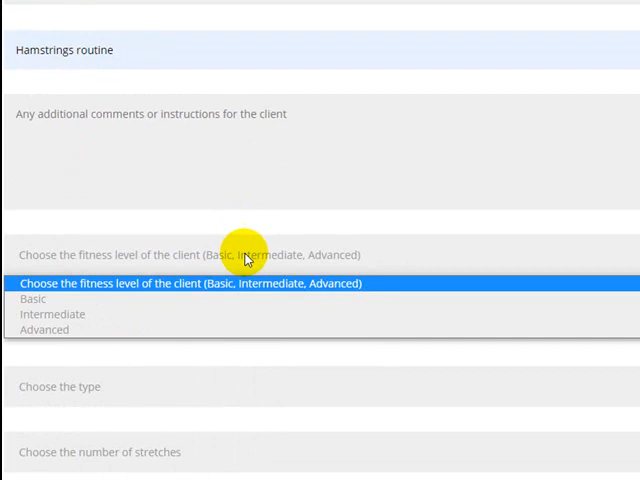 Hamstrings routine
Any additional comments or instructions for the client
Choose the fitness level of the client (Basic, Intermediate, Advanced)
Choose the fitness level of the client (Basic, Intermediate, Advanced)
Basic
Intermediate
Advanced
Choose the type
Choose the number of stretches